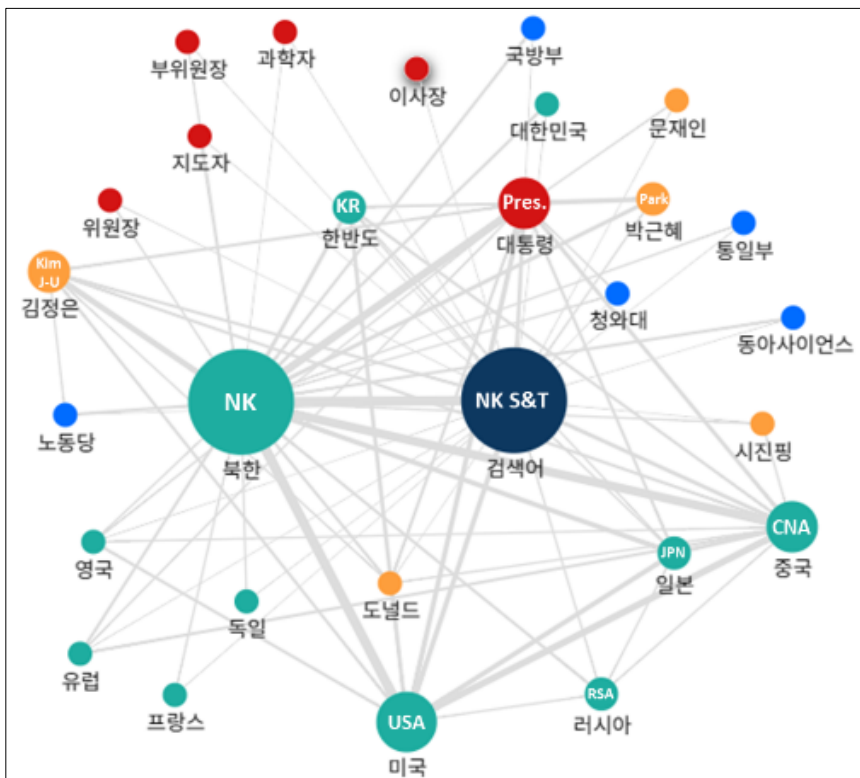 과학자
국방부
부위원장
이사장
대한민국
문재인
지도자
KR
한반도
Pres.
대통령
Park
박근혜
위원장
통일부
Kim
J-U
김정은
청와대
동아사이언스
NK
북한
NK S&T
검색어
노동당
시진핑
CNA
중국
영국
JPN
일본
독일
도널드
유럽
프랑스
USA
미국
RSA
러시아